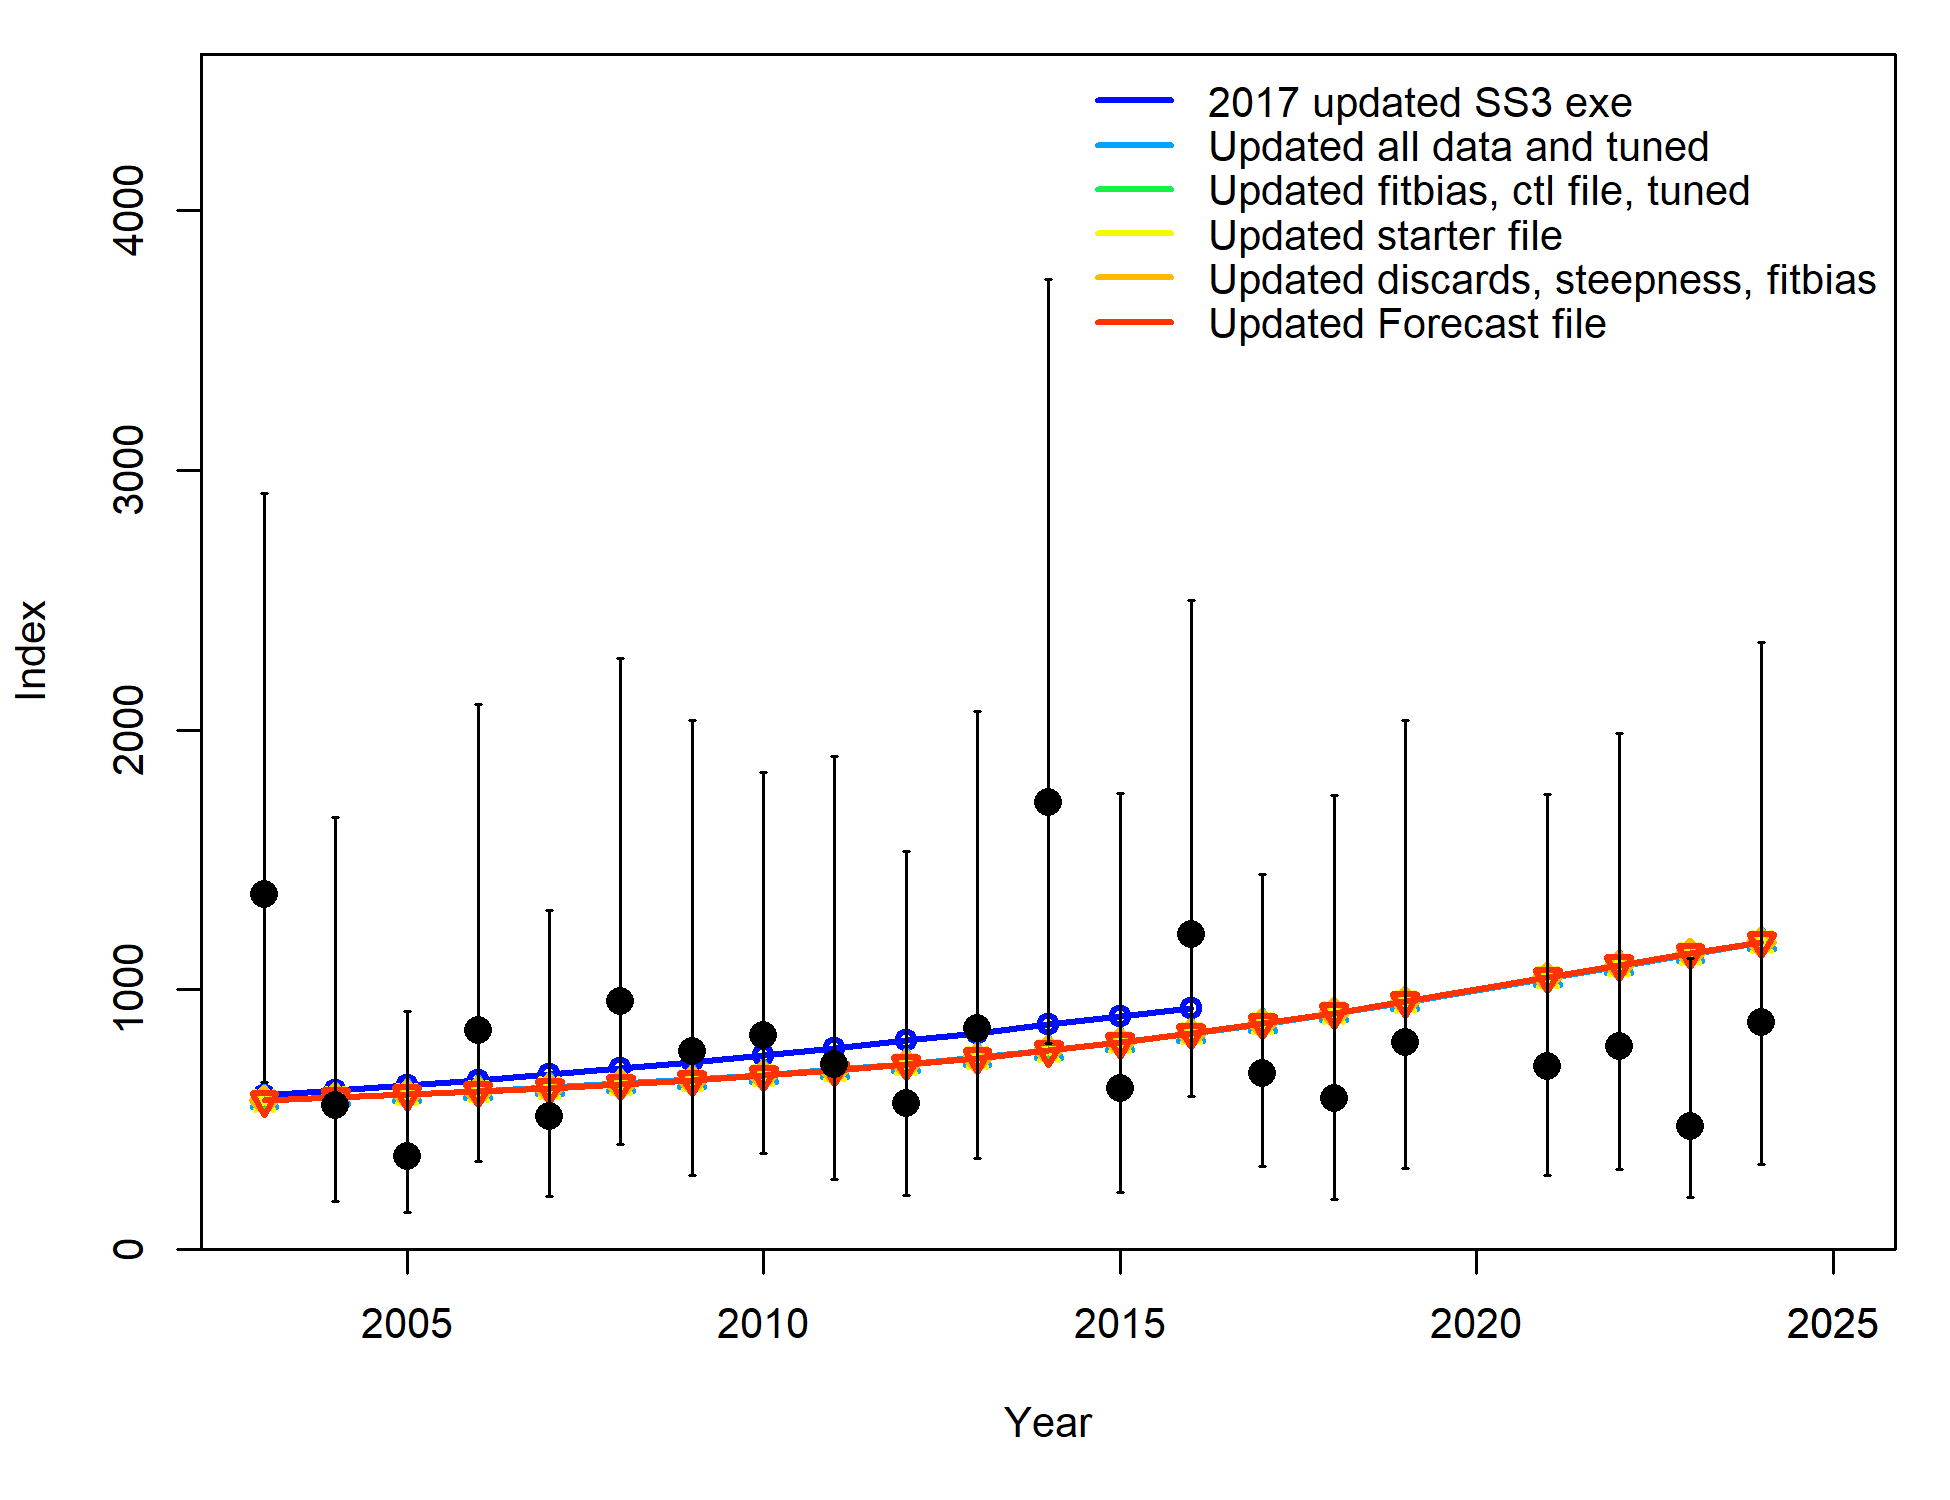 2017 updated SS3 exe
Updated all data and tuned
Updated fitbias, ctl file, tuned
Updated starter file
Updated discards, steepness, fitbias
Updated Forecast file
4000
3000
2000
1000
0
Index
2005
2010
2015
2020
2025
Year